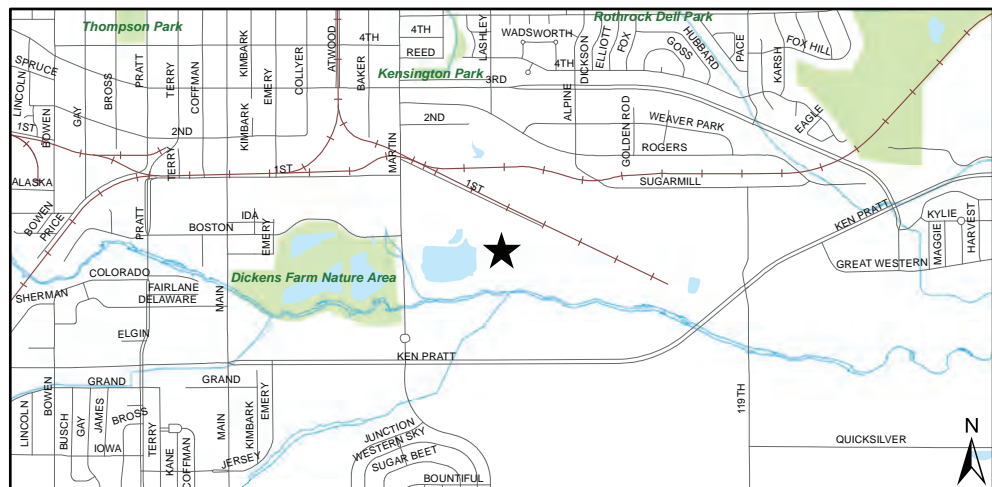 Thompson Park
Rothrock Dell Park
Kensington Park
Dickens Farm Nature Area
LINCOLN
SPRUCE
BOWEN
GAY
BROSS
PRATT
TERRY
COFFMAN
KIMBARK
EMERY
COLLYER
ATWOOD
BAKER
4TH
4TH
REED
LASHLEY
WADSWORTH
DICKSON
ELLIOTT
FOX
GOSS
HUBBARD
PACE
KARSH
FOX HILL
4TH
3RD
1ST
2ND
KIMBARK
2ND
ALPINE
GOLDEN ROD
WEAVER PARK
ROGERS
EAGLE
TERRY
MARTIN
1ST
1ST
SUGARMILL
ALASKA
BOWEN
PRICE
PRATT
BOSTON
IDA
EMERY
KEN PRATT
KYLIE
MAGGIE
HARVEST
GREAT WESTERN
COLORADO
SHERMAN
FAIRLANE
DELAWARE
MAIN
ELGIN
KEN PRATT
GRAND
GRAND
LINCOLN
BOWEN
BUSCH
GAY
JAMES
BROSS
IOWA
TERRY
KANE
COFFMAN
MAIN
KIMBARK
EMERY
JERSEY
JUNCTION
WESTERN SKY
SUGAR BEET
BOUNTIFUL
119TH
QUICKSILVER
N